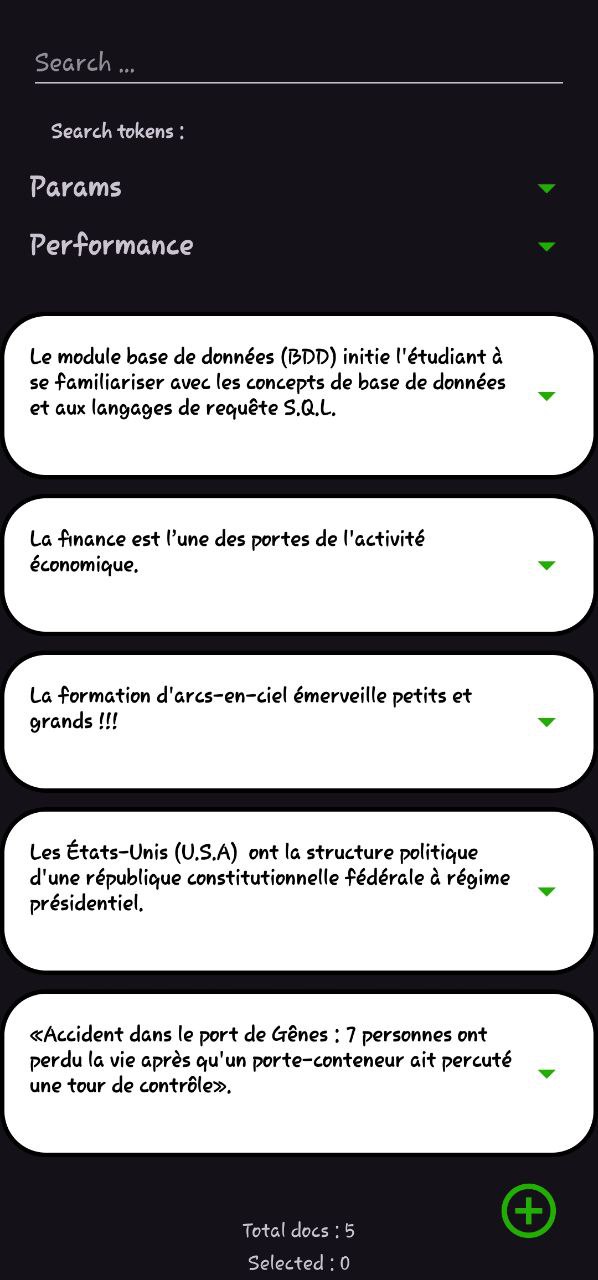 Search ...
Search tokens :
Params
Performance
Le module base de données (BDD) initie l'étudiant à
se familiariser avec les concepts de base de données
et aux langages de requête S.Q.L.
La finance est l’une des portes de l'activité
économique.
La formation d'arcs-en-ciel émerveille petits et
grands !!!
Les États-Unis (U.S.A)  ont la structure politique
d'une république constitutionnelle fédérale à régime
présidentiel.
«Accident dans le port de Gênes : 7 personnes ont
perdu la vie après qu'un porte-conteneur ait percuté
une tour de contrôle».
Total docs : 5
Selected : 0